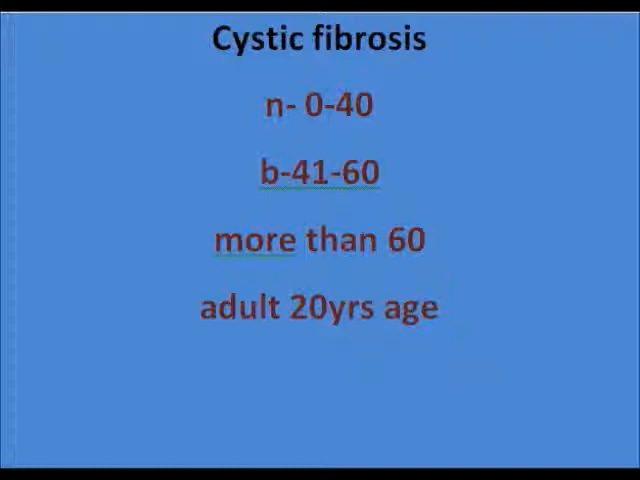 Cystic fibrosis
n- 0-40
b-41-60
more than 60
adult 20yrs age